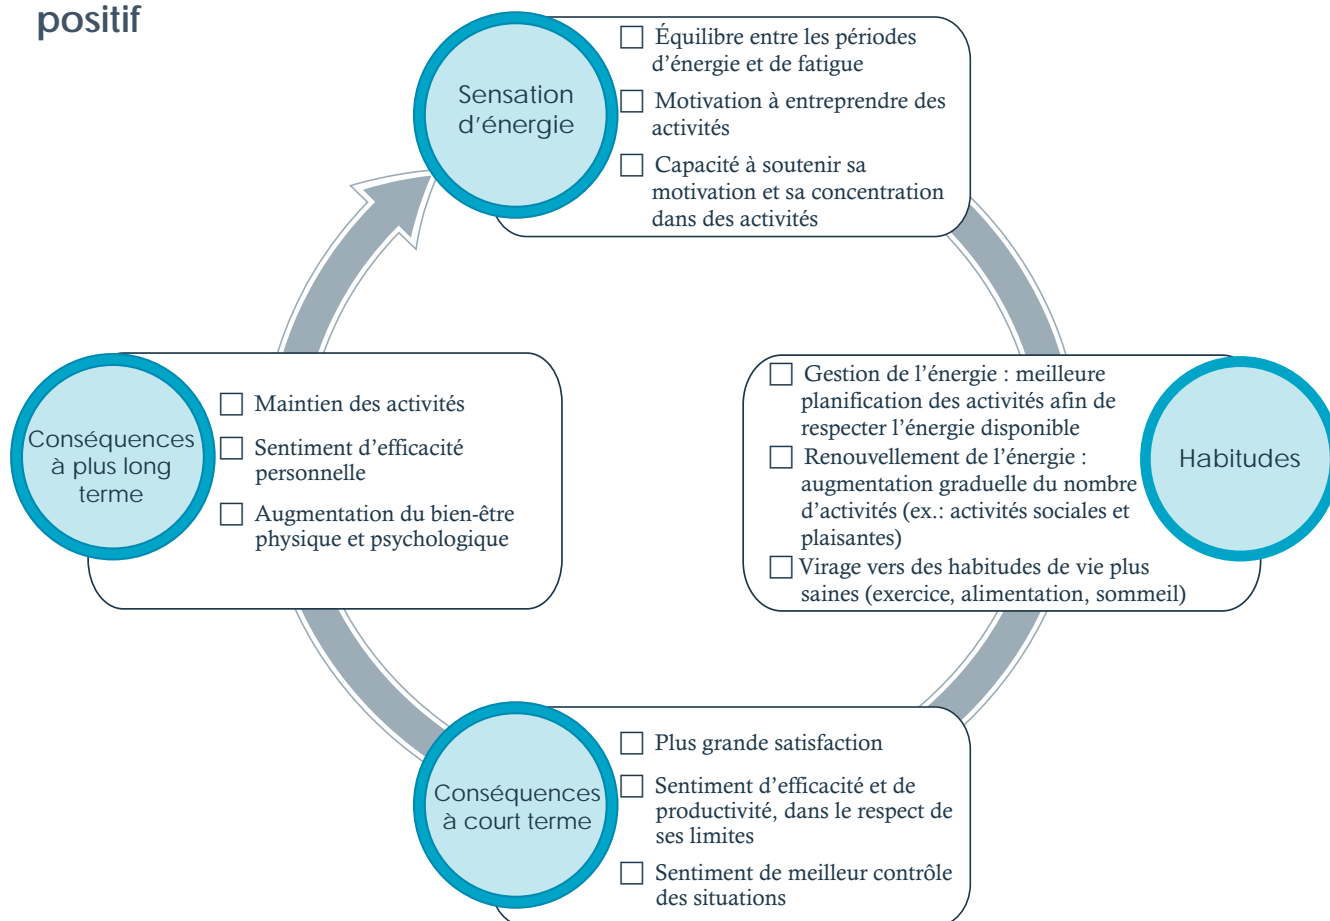 positif
Sensation
d'énergie
Équilibre entre les périodes
d'énergie et de fatigue
Motivation à entreprendre des
activités
Capacité à soutenir sa
motivation et sa concentration
dans des activités
Habitudes
Gestion de l'énergie : meilleure
planification des activités afin de
respecter l'énergie disponible
Renouvellement de l'énergie :
augmentation graduelle du nombre
d'activités (ex.: activités sociales et
plaisantes)
Virage vers des habitudes de vie plus
saines (exercice, alimentation, sommeil)
Conséquences
à court terme
Plus grande satisfaction
Sentiment d'efficacité et de
productivité, dans le respect de
ses limites
Sentiment de meilleur contrôle
des situations
Conséquences
à plus long
terme
Maintien des activités
Sentiment d'efficacité
personnelle
Augmentation du bien-être
physique et psychologique